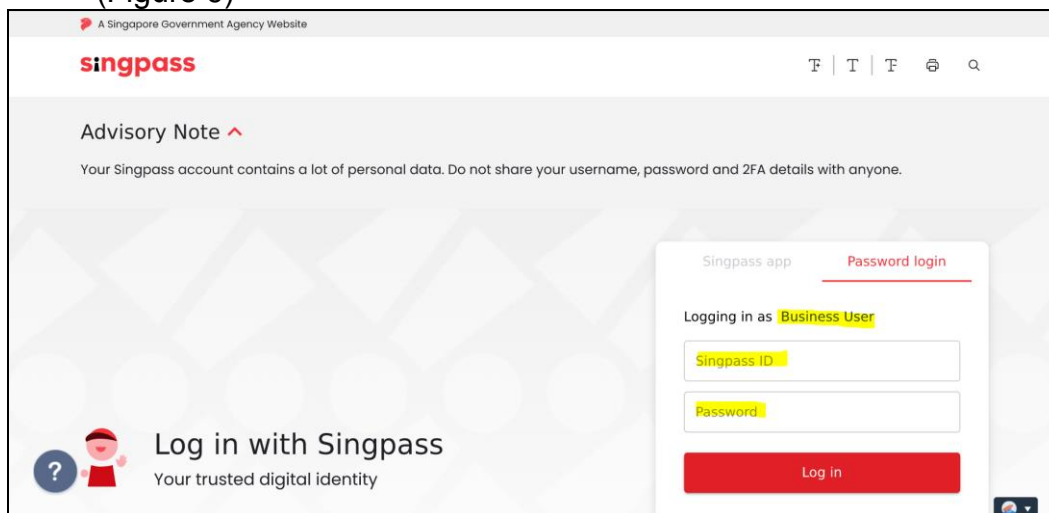 (Figure 3)
A Singapore Government Agency Website
singpass
Advisory Note
Your Singpass account contains a lot of personal data. Do not share your username, password and 2FA details with anyone.
Singpass app Password login
Logging in as Business User
Singpass ID
Password
Log in with Singpass
Your trusted digital identity
Log in
?